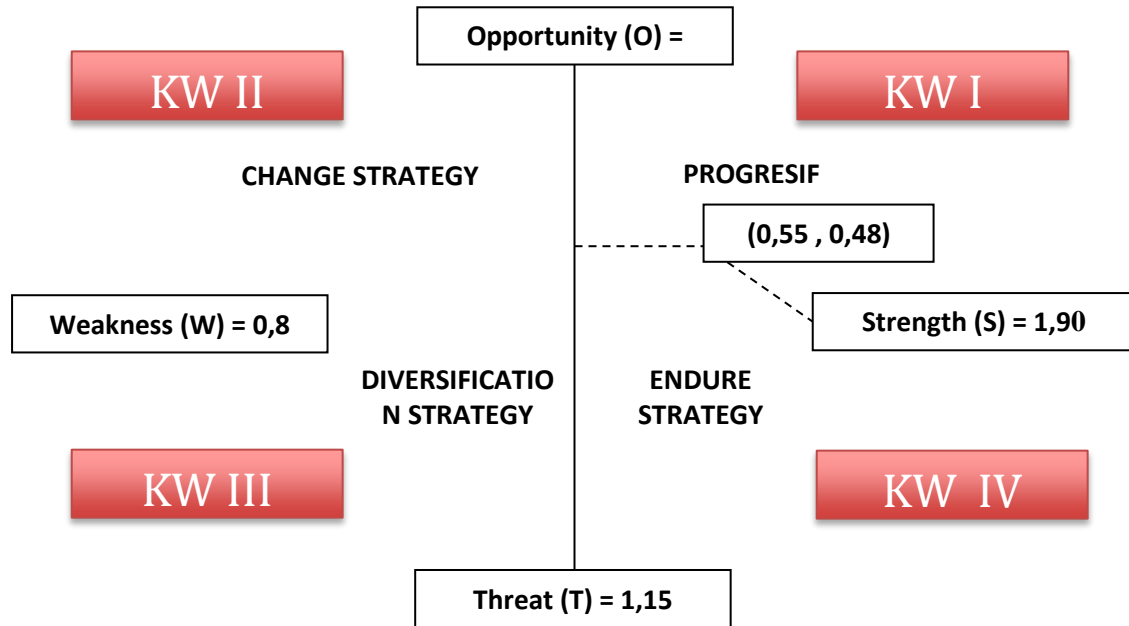 Opportunity (O) =
KW II
KW I
CHANGE STRATEGY
PROGRESIF
(0,55 , 0,48)
Weakness (W) = 0,8
Strength (S) = 1,90
DIVERSIFICATIO
N STRATEGY
ENDURE
STRATEGY
KW III
KW IV
Threat (T) = 1,15